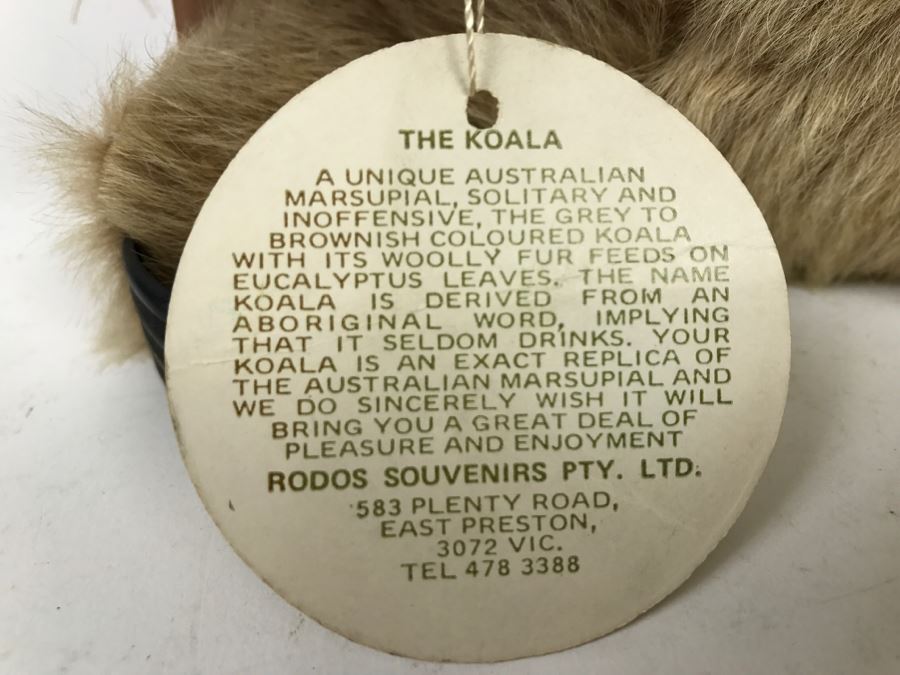 THE KOALA
A UNIQUE AUSTRALIAN
MARSUPIAL, SOLITARY AND
INOFFENSIVE, THE GREY TO
BROWNISH COLOURED KOALA
WITH ITS WOOLLY FUR FEEDS ON
EUCALYPTUS LEAVES. THE NAME
KOALA IS DERIVED FROM AN
ABORIGINAL WORD, IMPLYING
THAT IT SELDOM DRINKS. YOUR
KOALA IS AN EXACT REPLICA OF
THE AUSTRALIAN MARSUPIAL AND
WE DO SINCERELY WISH IT WILL
BRING YOU A GREAT DEAL OF
PLEASURE AND ENJOYMENT
RODOS SOUVENIRS PTY. LTD.
583 PLENTY ROAD,
EAST PRESTON,
3072 VIC.
TEL 478 3388